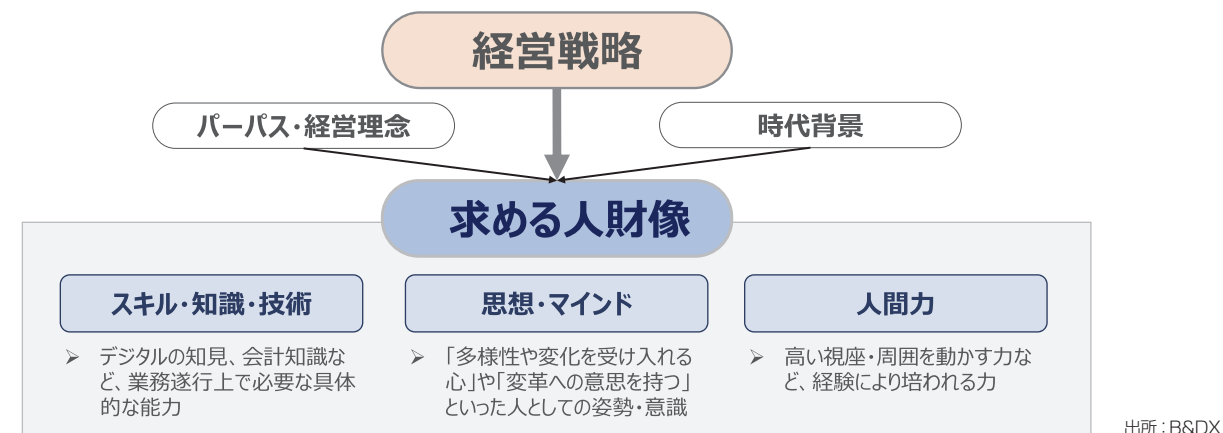 経営戦略
パーパス・経営理念
時代背景
求める人財像
スキル・知識・技術
➢ デジタルの知見、会計知識な
ど、業務遂行上で必要な具体
的な能力
思想・マインド
➢ 「多様性や変化を受け入れる
心」や「変革への意思を持つ」
といった人としての姿勢・意識
人間力
➢ 高い視座・周囲を動かす力な
ど、経験により培われる力
出所：B&DX